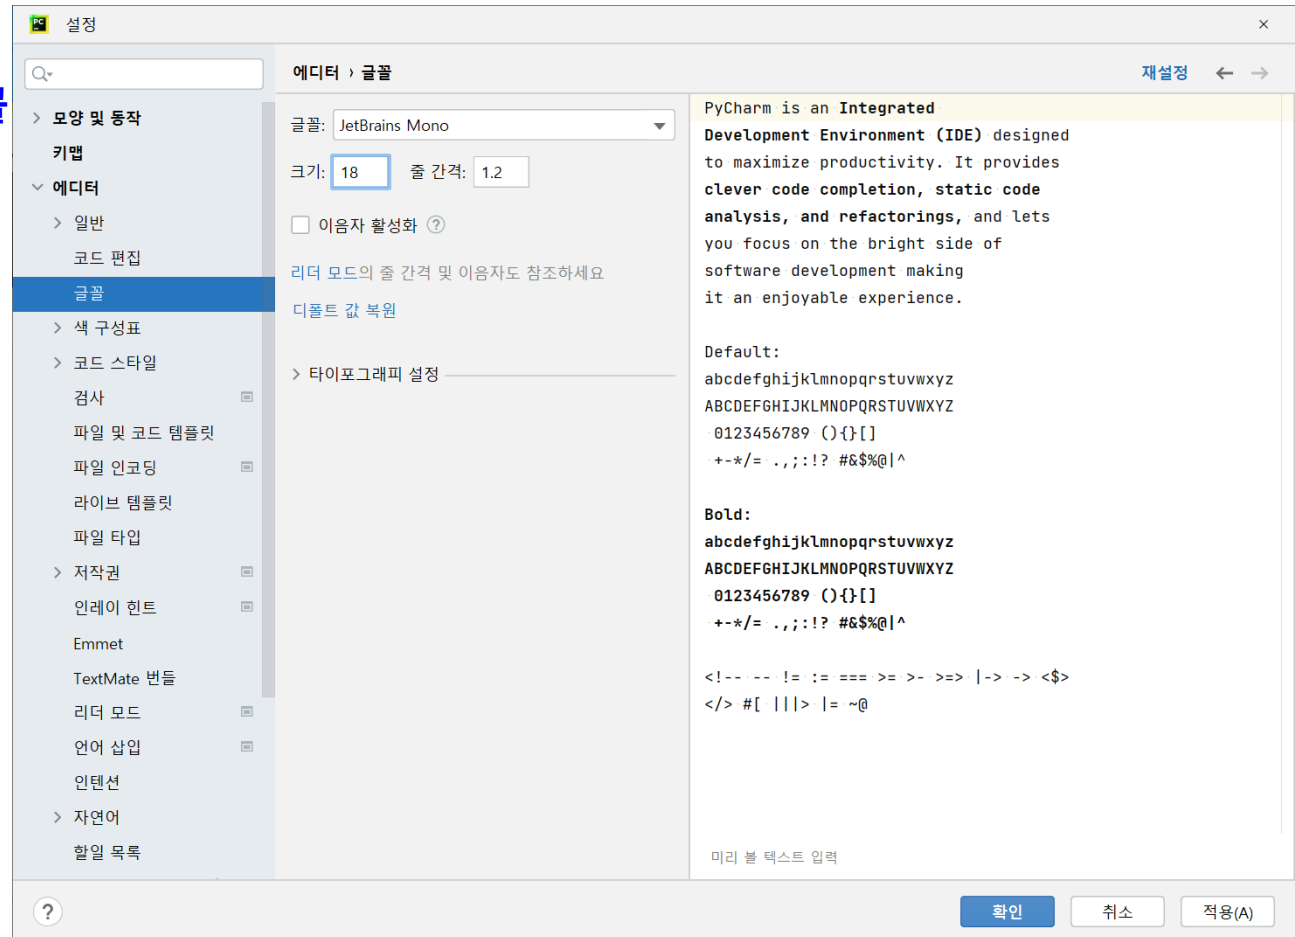 PC 설정
에디터 › 글꼴
재설정
모양 및 동작
키맵
에디터
일반
코드 편집
글꼴
색 구성표
코드 스타일
검사
파일 및 코드 템플릿
파일 인코딩
라이브 템플릿
파일 타입
저작권
인레이 힌트
Emmet
TextMate 번들
리더 모드
언어 삽입
인텐션
자연어
할일 목록
글꼴: JetBrains Mono
크기: 18 줄 간격: 1.2
이음자 활성화 ?
리더 모드의 줄 간격 및 이음자도 참조하세요
디폴트 값 복원
타이포그래피 설정
PyCharm is an Integrated
Development Environment (IDE) designed
to maximize productivity. It provides
clever code completion, static code
analysis, and refactorings, and lets
you focus on the bright side of
software development making
it an enjoyable experience.
Default:
abcdefghijklmnopqrstuvwxyz
ABCDEFGHIJKLMNOPQRSTUVWXYZ
0123456789 (){}[]
+-*/= .,;:!? #&$%@|^
Bold:
abcdefghijklmnopqrstuvwxyz
ABCDEFGHIJKLMNOPQRSTUVWXYZ
0123456789 (){}[]
+-*/= .,;:!? #&$%@|^
<!-- -- != := === >= >- >=> |-> -> <$>
</> #[ |||> |= ~@
미리 볼 텍스트 입력
?
확인 취소 적용(A)